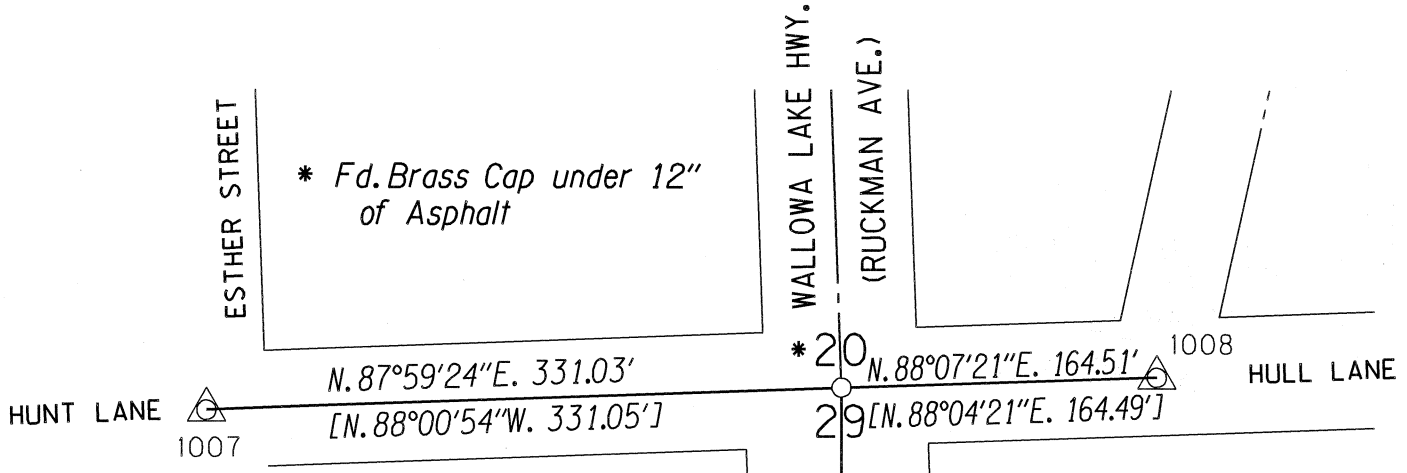 ESTHER STREET
* Fd. Brass Cap under 12"
of Asphalt
WALLOWA LAKE HWY.
(RUCKMAN AVE.)
* 20
N. 87°59'24"E. 331.03'
N. 88°07'21"E. 164.51'
1008
HULL LANE
HUNT LANE
1007
[N. 88°00'54"W. 331.05']
29
[N. 88°04'21"E. 164.49']